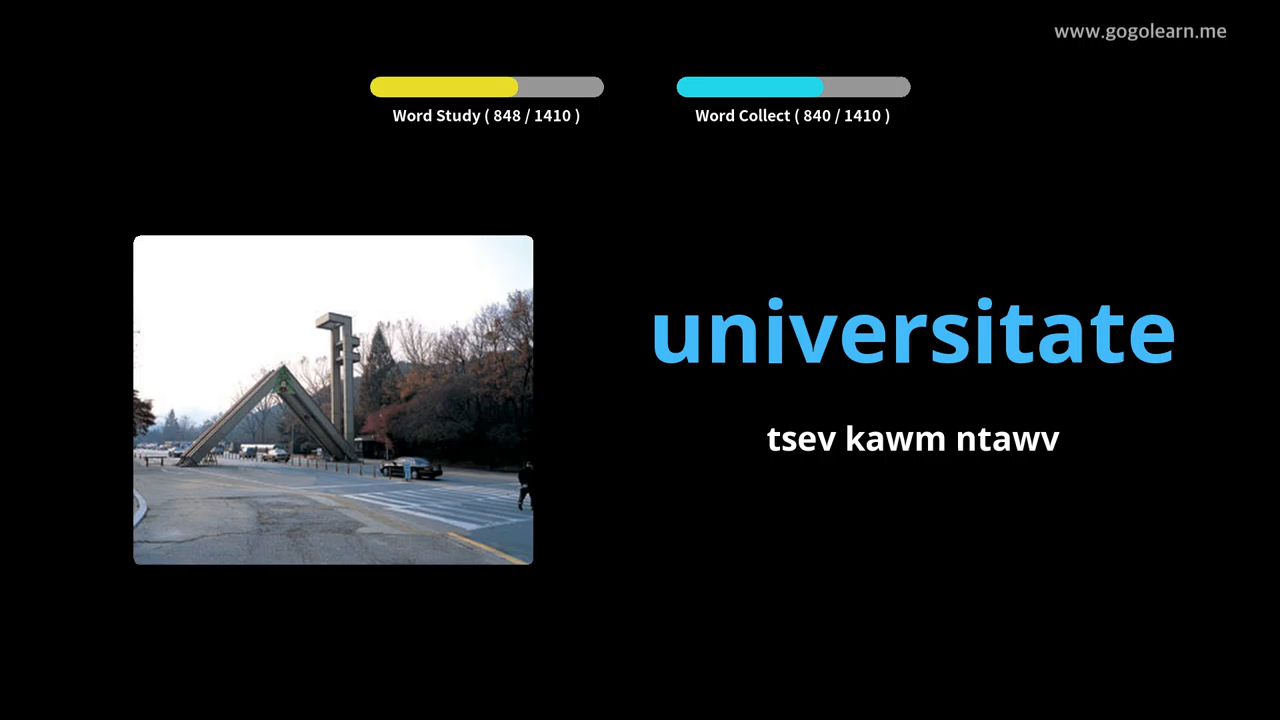 www.gogolearn.me
Word Study ( 848 / 1410 )
Word Collect ( 840 / 1410 )
universitate
tsev kawm ntawv